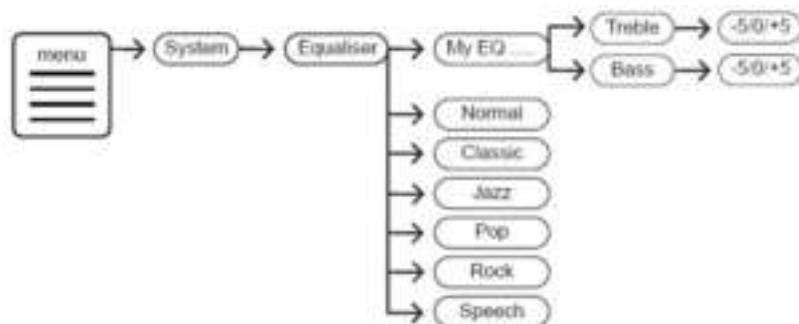 menu
System
Equaliser
My EQ .....
Treble
-5/0/+5
Bass
-5/0/+5
Normal
Classic
Jazz
Pop
Rock
Speech